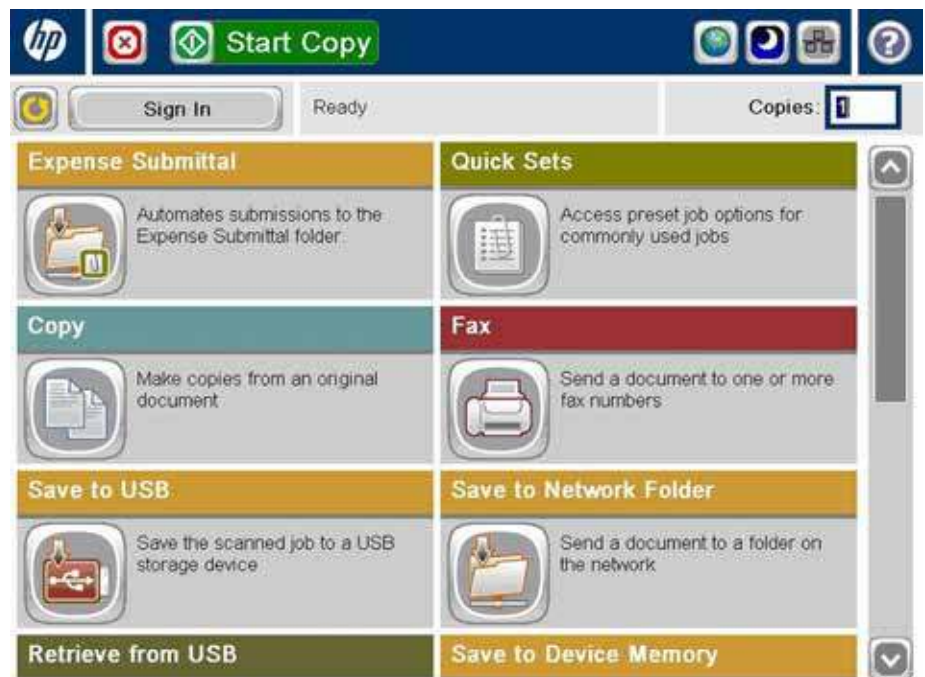 hp
Start Copy
Sign In
Ready
Copies: 1
Expense Submittal
Automates submissions to the
Expense Submittal folder.
Quick Sets
Access preset job options for
commonly used jobs
Copy
Make copies from an original
document
Fax
Send a document to one or more
fax numbers
Save to USB
Save the scanned job to a USB
storage device
Save to Network Folder
Send a document to a folder on
the network
Retrieve from USB
Save to Device Memory